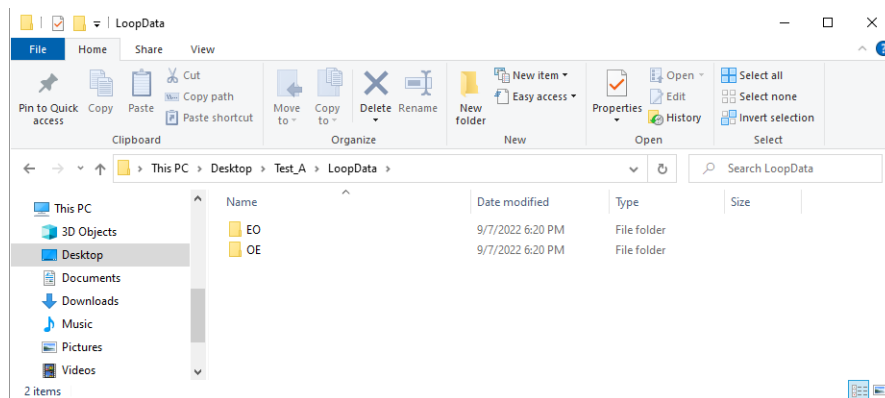 LoopData
File Home Share View
Pin to Quick access Copy Paste Cut Copy path Paste shortcut
Move to Copy to Delete Rename New folder New item Easy access
Properties Open Edit History Select all Select none Invert selection
Clipboard Organize New Open Select
This PC > Desktop > Test_A > LoopData > Search LoopData
Name Date modified Type Size
This PC
3D Objects
Desktop
Documents
Downloads
Music
Pictures
Videos
EO 9/7/2022 6:20 PM File folder
OE 9/7/2022 6:20 PM File folder
2 items